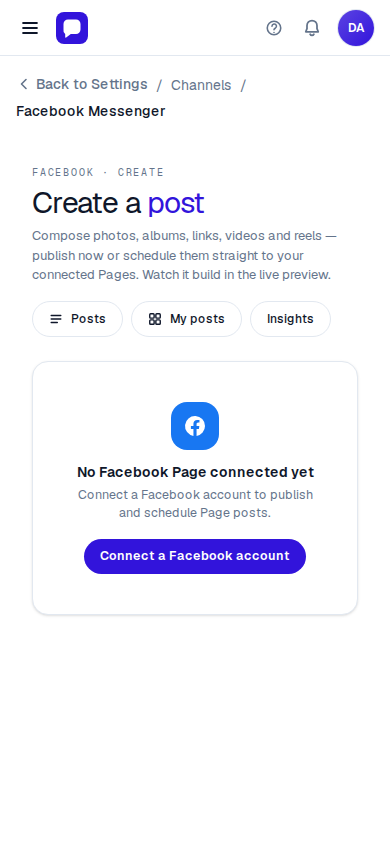 DA
Back to Settings / Channels /
Facebook Messenger
FACEBOOK · CREATE
Create a post
Compose photos, albums, links, videos and reels —
publish now or schedule them straight to your
connected Pages. Watch it build in the live preview.
Posts
My posts
Insights
No Facebook Page connected yet
Connect a Facebook account to publish
and schedule Page posts.
Connect a Facebook account